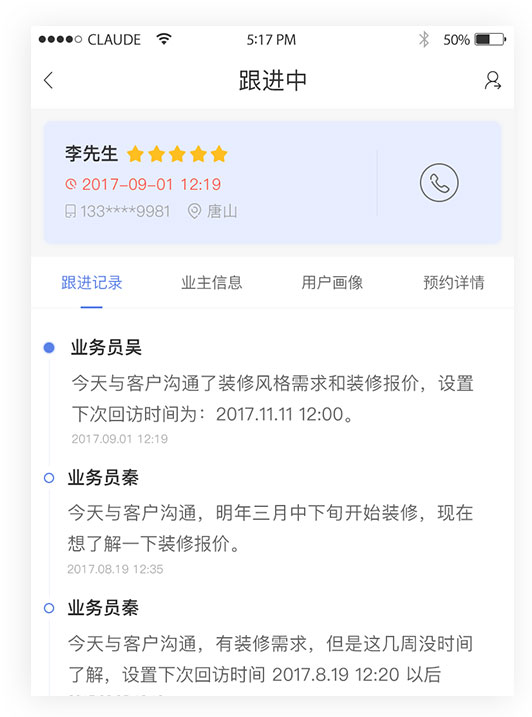 CLAUDE 5:17 PM 50%
跟进中
李先生
2017-09-01 12:19
133****9981 唐山
跟进记录 业主信息 用户画像 预约详情
业务员吴
今天与客户沟通了装修风格需求和装修报价，设置
下次回访时间为：2017.11.11 12:00。
2017.09.01 12:19
业务员秦
今天与客户沟通，明年三月中下旬开始装修，现在
想了解一下装修报价。
2017.08.19 12:35
业务员秦
今天与客户沟通，有装修需求，但是这几周没时间
了解，设置下次回访时间 2017.8.19 12:20 以后